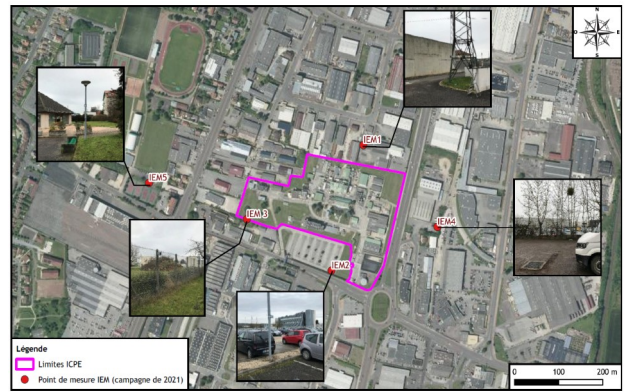 N
O
E
S
IEM1
IEM5
IEM 3
IEM4
IEM2
Légende
Limites ICPE
Point de mesure IEM (campagne de 2021)
0 100 200 m